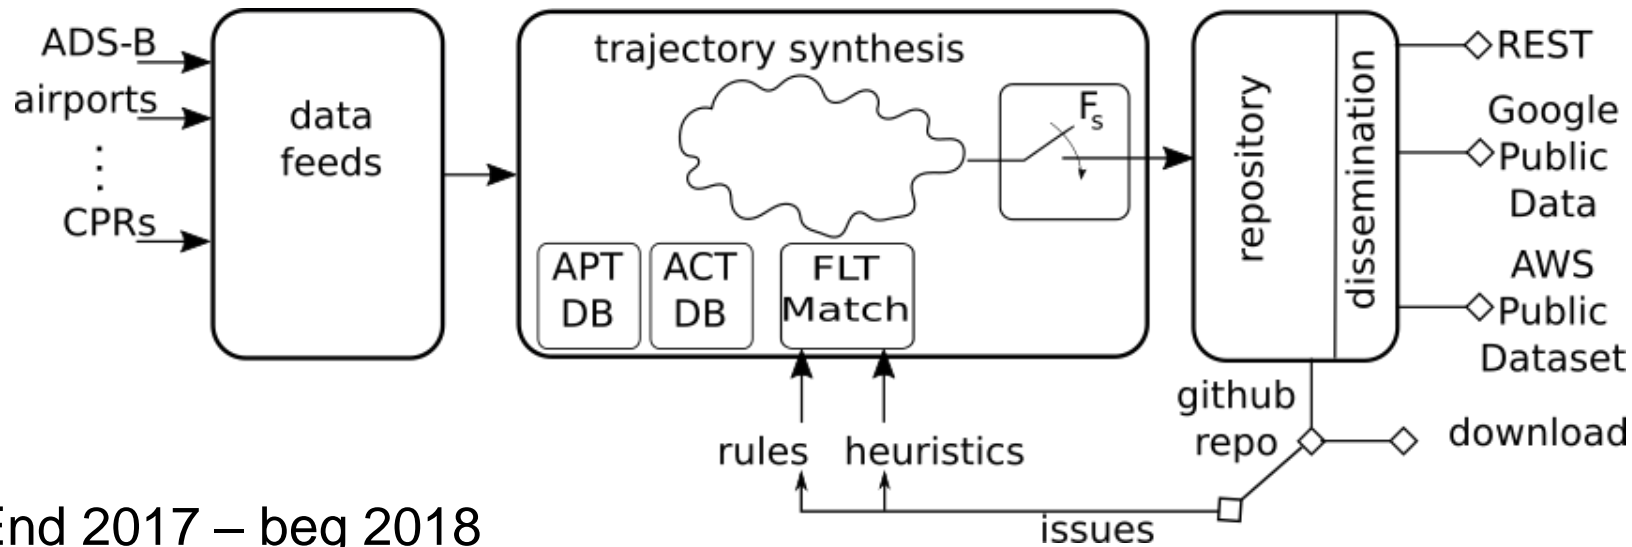 ADS-B
airports
CPRs
data
feeds
trajectory synthesis
Fs
APT
DB
ACT
DB
FLT
Match
repository
dissemination
REST
Google
Public
Data
AWS
Public
Dataset
github
repo
download
rules
heuristics
issues
End 2017 – beg 2018